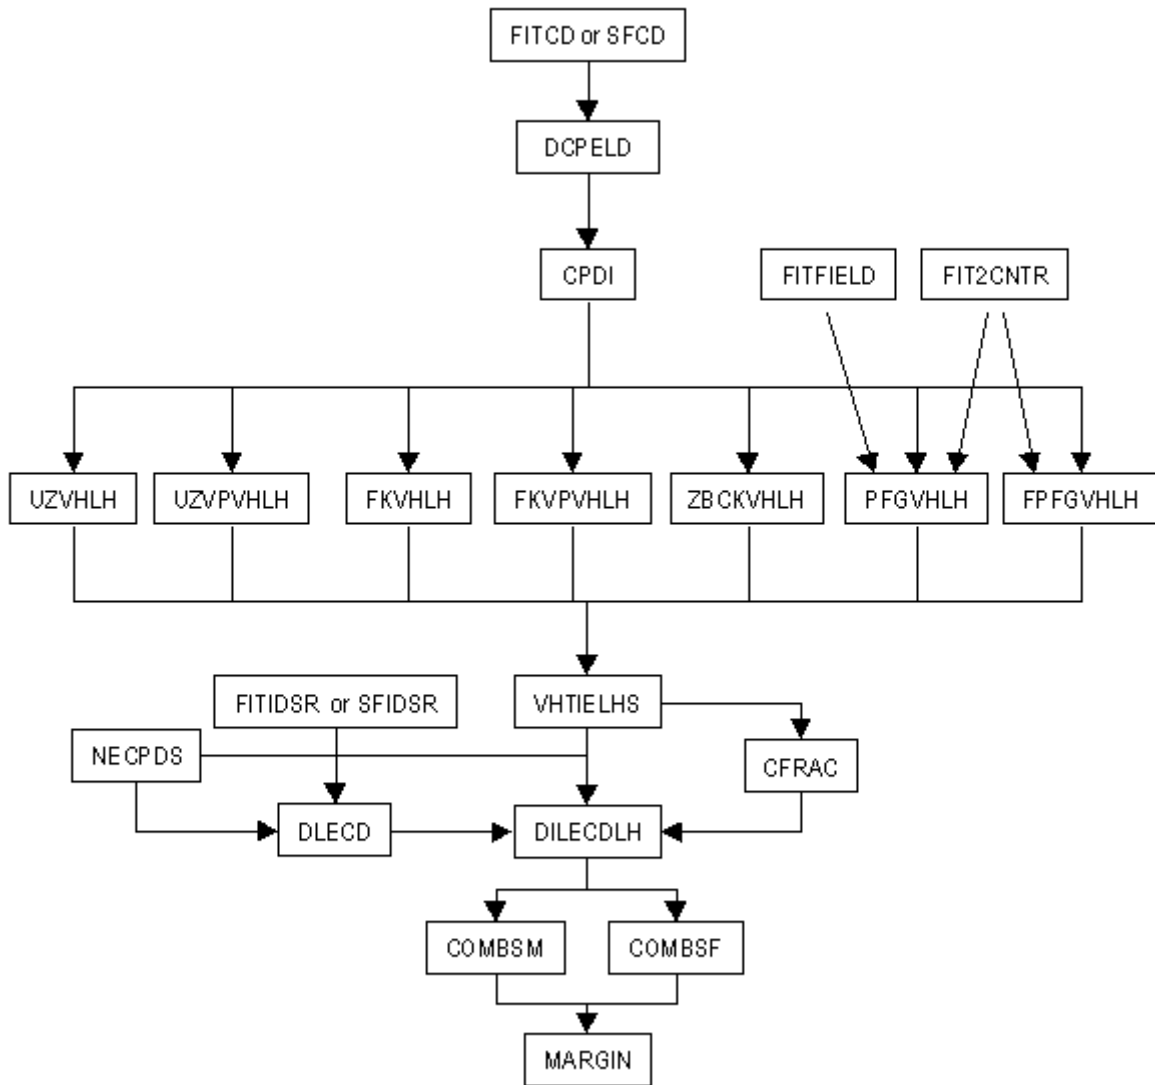 FITCD or SFCD
DCPELD
CPDI
FITFIELD
FIT2CNTR
UZVHLH
UZVPVHLH
FKVHLH
FKVPVHLH
ZBCKVHLH
PFGVHLH
FPFGVHLH
FITIDSR or SFIDSR
VHTIELHS
NECPDS
CFRAC
DLECD
DILECDLH
COMBSM
COMBSF
MARGIN